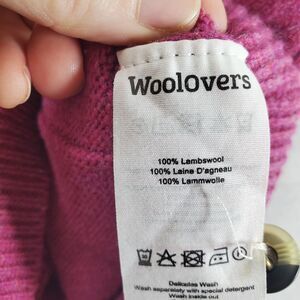 WoolOvers
100% Lambswool
100% Laine D'agneau
100% Lammwolle
Delicates Wash
Wash separately with special detergent
Wash inside out